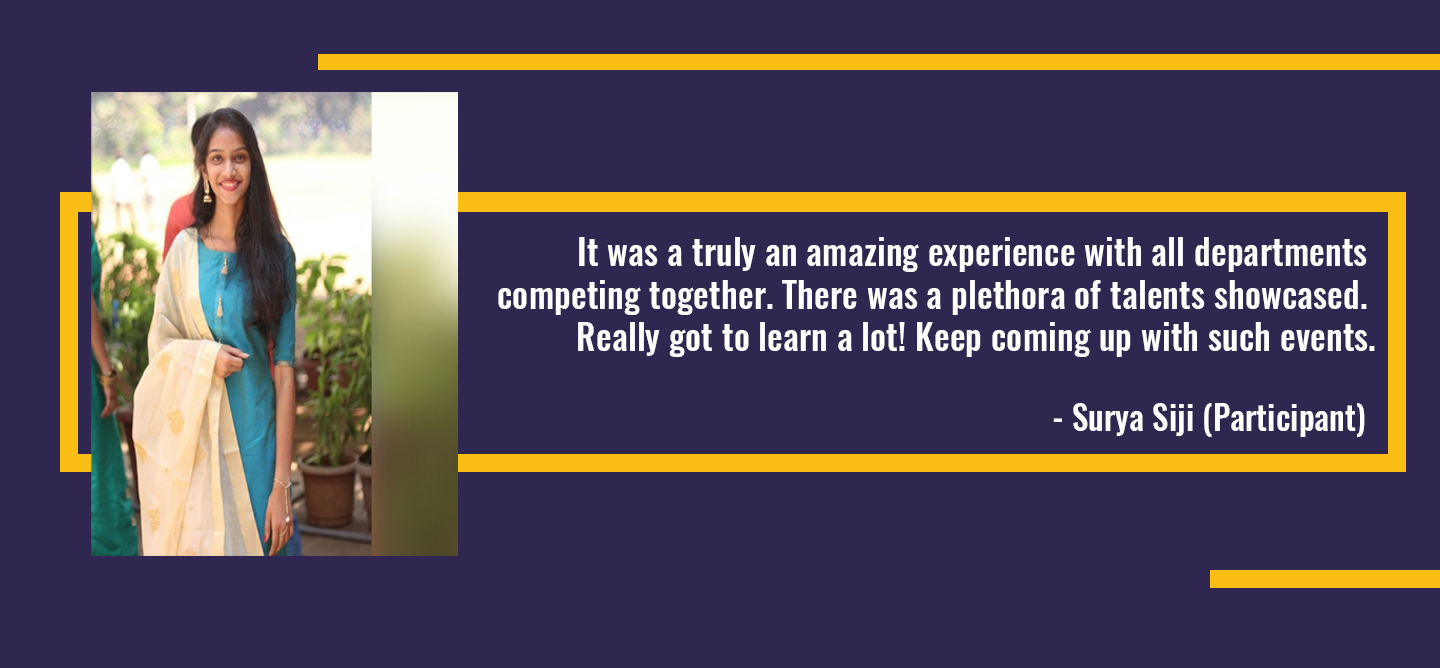 It was a truly an amazing experience with all departments
competing together. There was a plethora of talents showcased.
Really got to learn a lot! Keep coming up with such events.
- Surya Siji (Participant)